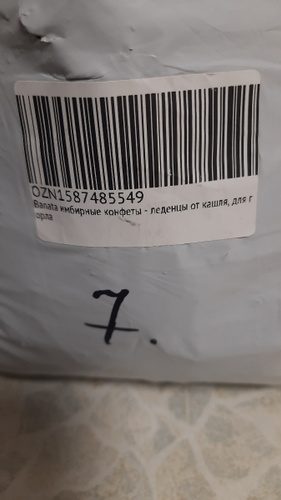 OZN1587485549
Banata имбирные конфеты - леденцы от кашля, для г
орла
7.